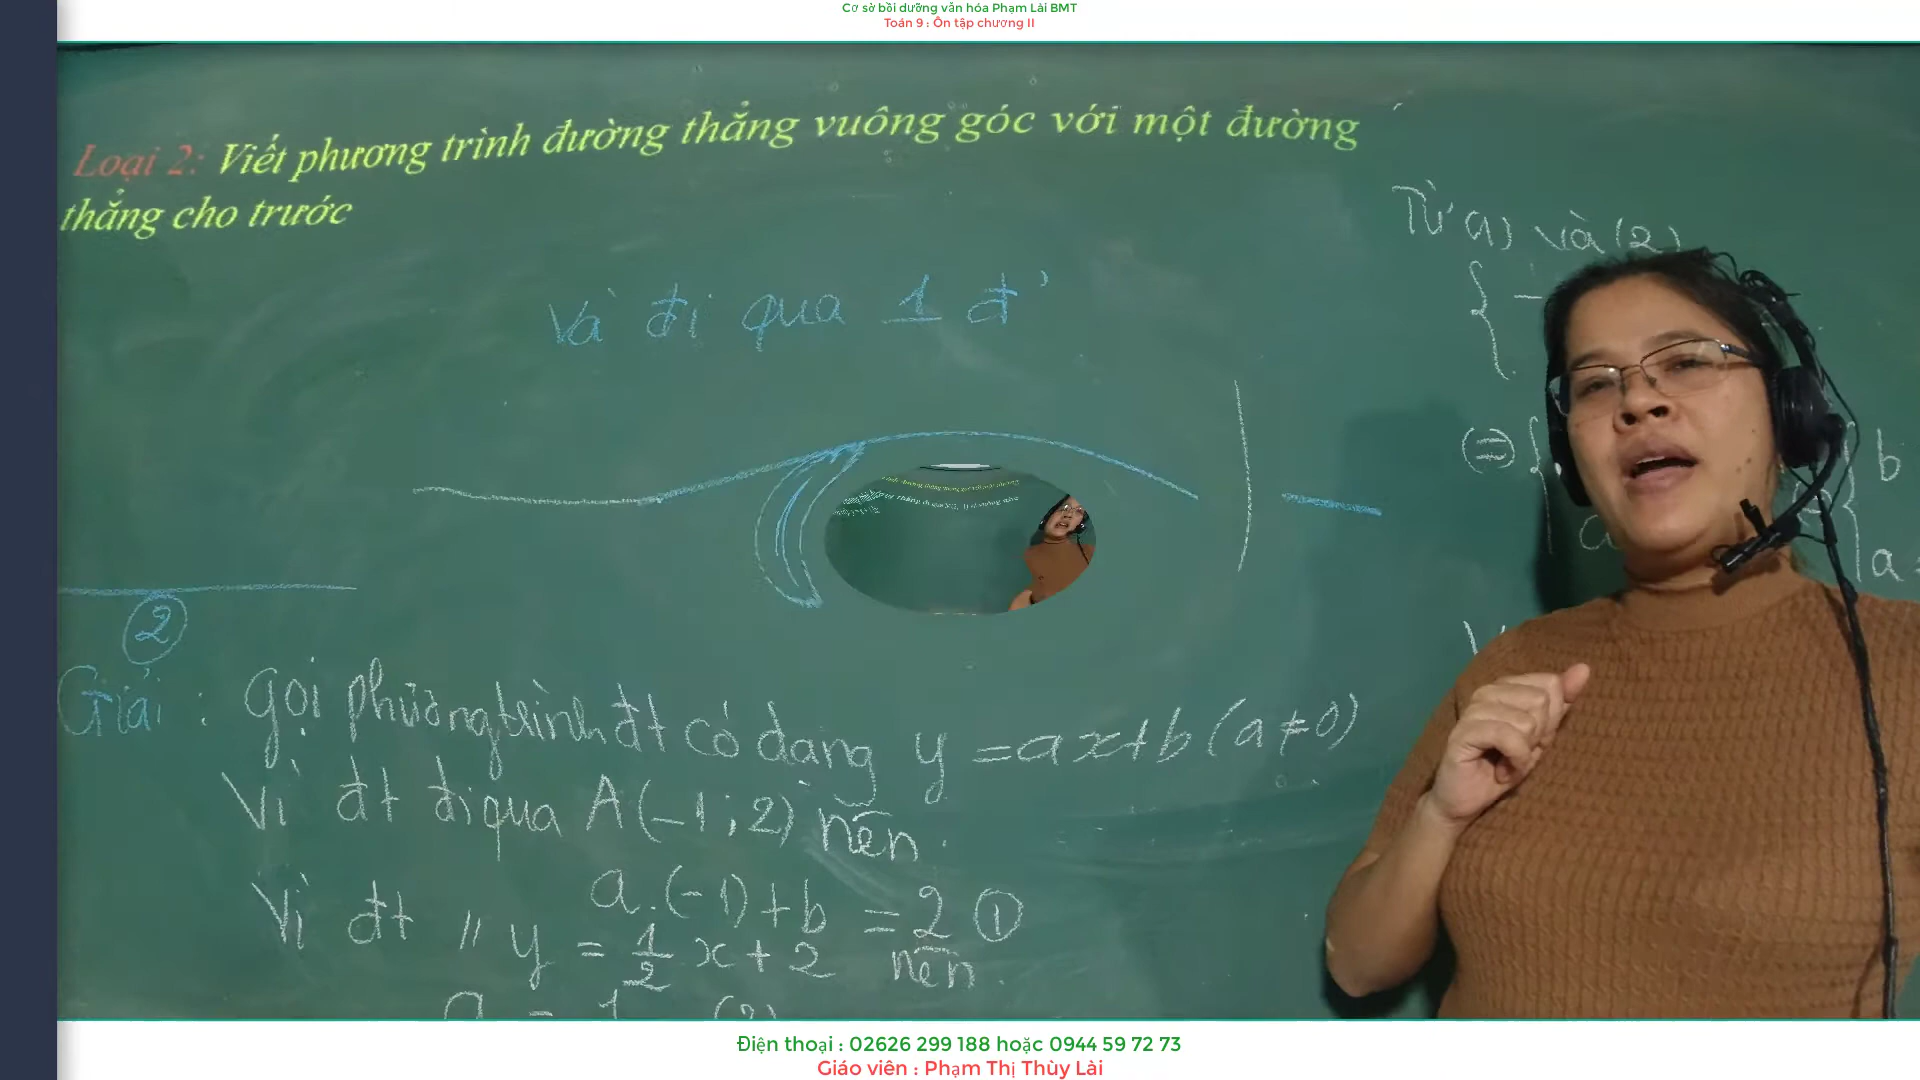 Cơ sở bồi dưỡng văn hóa Phạm Lài BMT
Toán 9 : Ôn tập chương II
Loại 2: Viết phương trình đường thẳng vuông góc với một đường
thẳng cho trước
Và đi qua 1 đ'
Từ (1) và (2)
{ -
(=) {
b
a
a =
2
Giải : gọi phương trình đt có dạng y = ax+b (a ≠ 0)
Vì đt đi qua A(-1; 2) nên.
a.(-1)+b = 2 ①
Vì đt // y = 1/2 x + 2 nên.
a = 1 (2)
Điện thoại : 02626 299 188 hoặc 0944 59 72 73
Giáo viên : Phạm Thị Thùy Lài